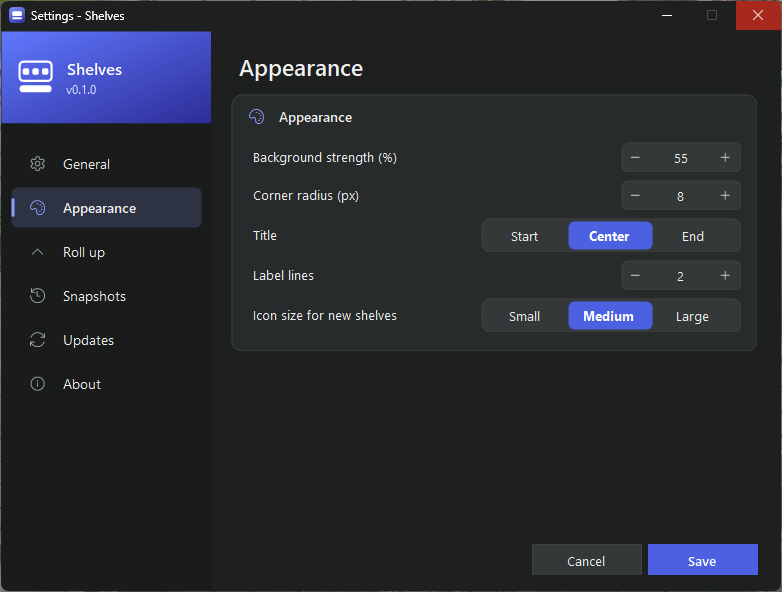 Settings - Shelves
Shelves
v0.1.0
General
Appearance
Roll up
Snapshots
Updates
About
Appearance
Appearance
Background strength (%)
− 55 +
Corner radius (px)
− 8 +
Title
Start Center End
Label lines
− 2 +
Icon size for new shelves
Small Medium Large
Cancel Save